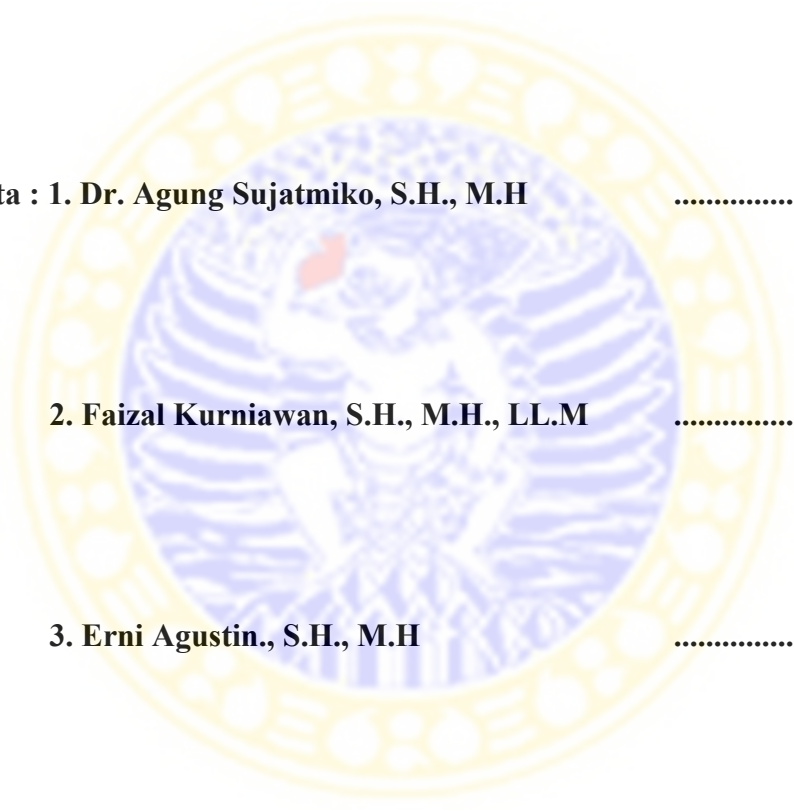 ta : 1. Dr. Agung Sujatmiko, S.H., M.H ...............
2. Faizal Kurniawan, S.H., M.H., LL.M ...............
3. Erni Agustin., S.H., M.H ...............